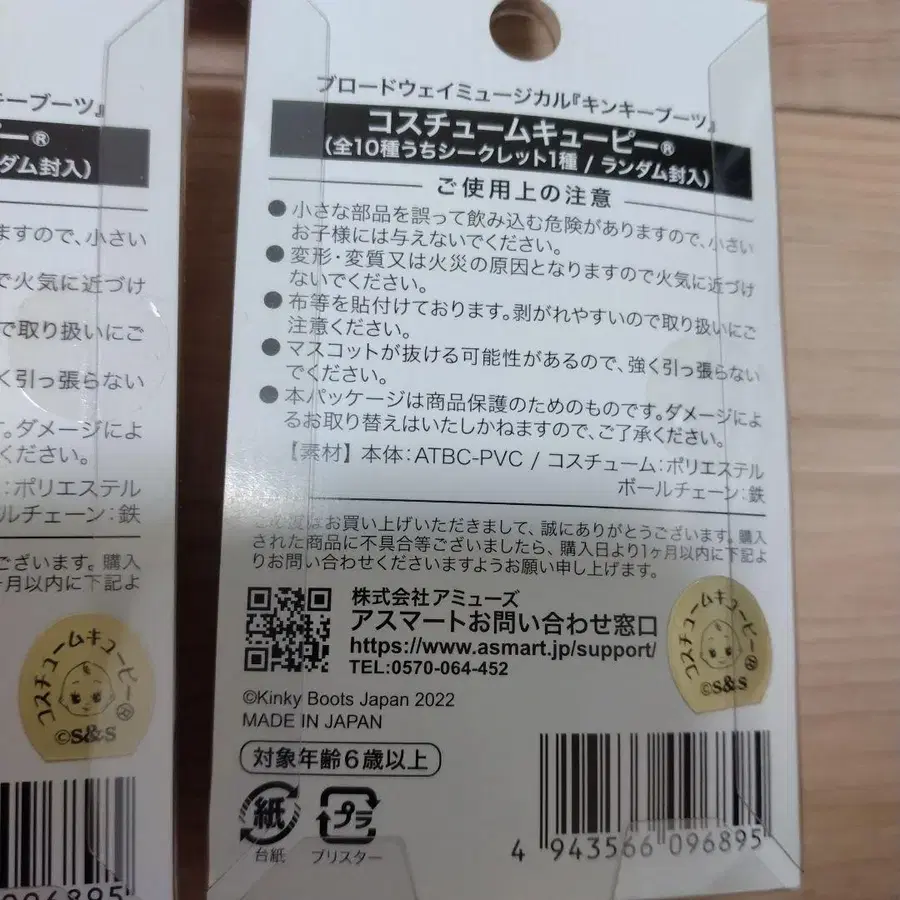 キーブーツ』
ピー®
ダム封入)
ますので、小さい
で火気に近づけ
で取り扱いにご
く引っ張らない
。ダメージによ
ください。
:ポリエステル
ールチェーン:鉄
ございます。購入
ヶ月以内に下記よ
コスチュームキューピー®
©S&S
096895
ブロードウェイミュージカル『キンキーブーツ』
コスチュームキューピー®
(全10種うちシークレット1種 / ランダム封入)
ご使用上の注意
●小さな部品を誤って飲み込む危険がありますので、小さい
お子様には与えないでください。
●変形・変質又は火災の原因となりますので火気に近づけ
ないでください。
●布等を貼付けております。剥がれやすいので取り扱いにご
注意ください。
●マスコットが抜ける可能性があるので、強く引っ張らない
でください。
●本パッケージは商品保護のためのものです。ダメージによ
るお取り替えはいたしかねますので、ご了承ください。
【素材】本体:ATBC-PVC / コスチューム:ポリエステル
ボールチェーン:鉄
この度はお買い上げいただきまして、誠にありがとうございます。購入
された商品に不具合等ございましたら、購入日より1ヶ月以内に下記よ
りお問い合わせくださいますようお願い申し上げます。
株式会社アミューズ
アスマートお問い合わせ窓口
https://www.asmart.jp/support/
TEL:0570-064-452
コスチュームキューピー®
©S&S
©Kinky Boots Japan 2022
MADE IN JAPAN
対象年齢6歳以上
紙
台紙
プラ
ブリスター
4 943566 096895